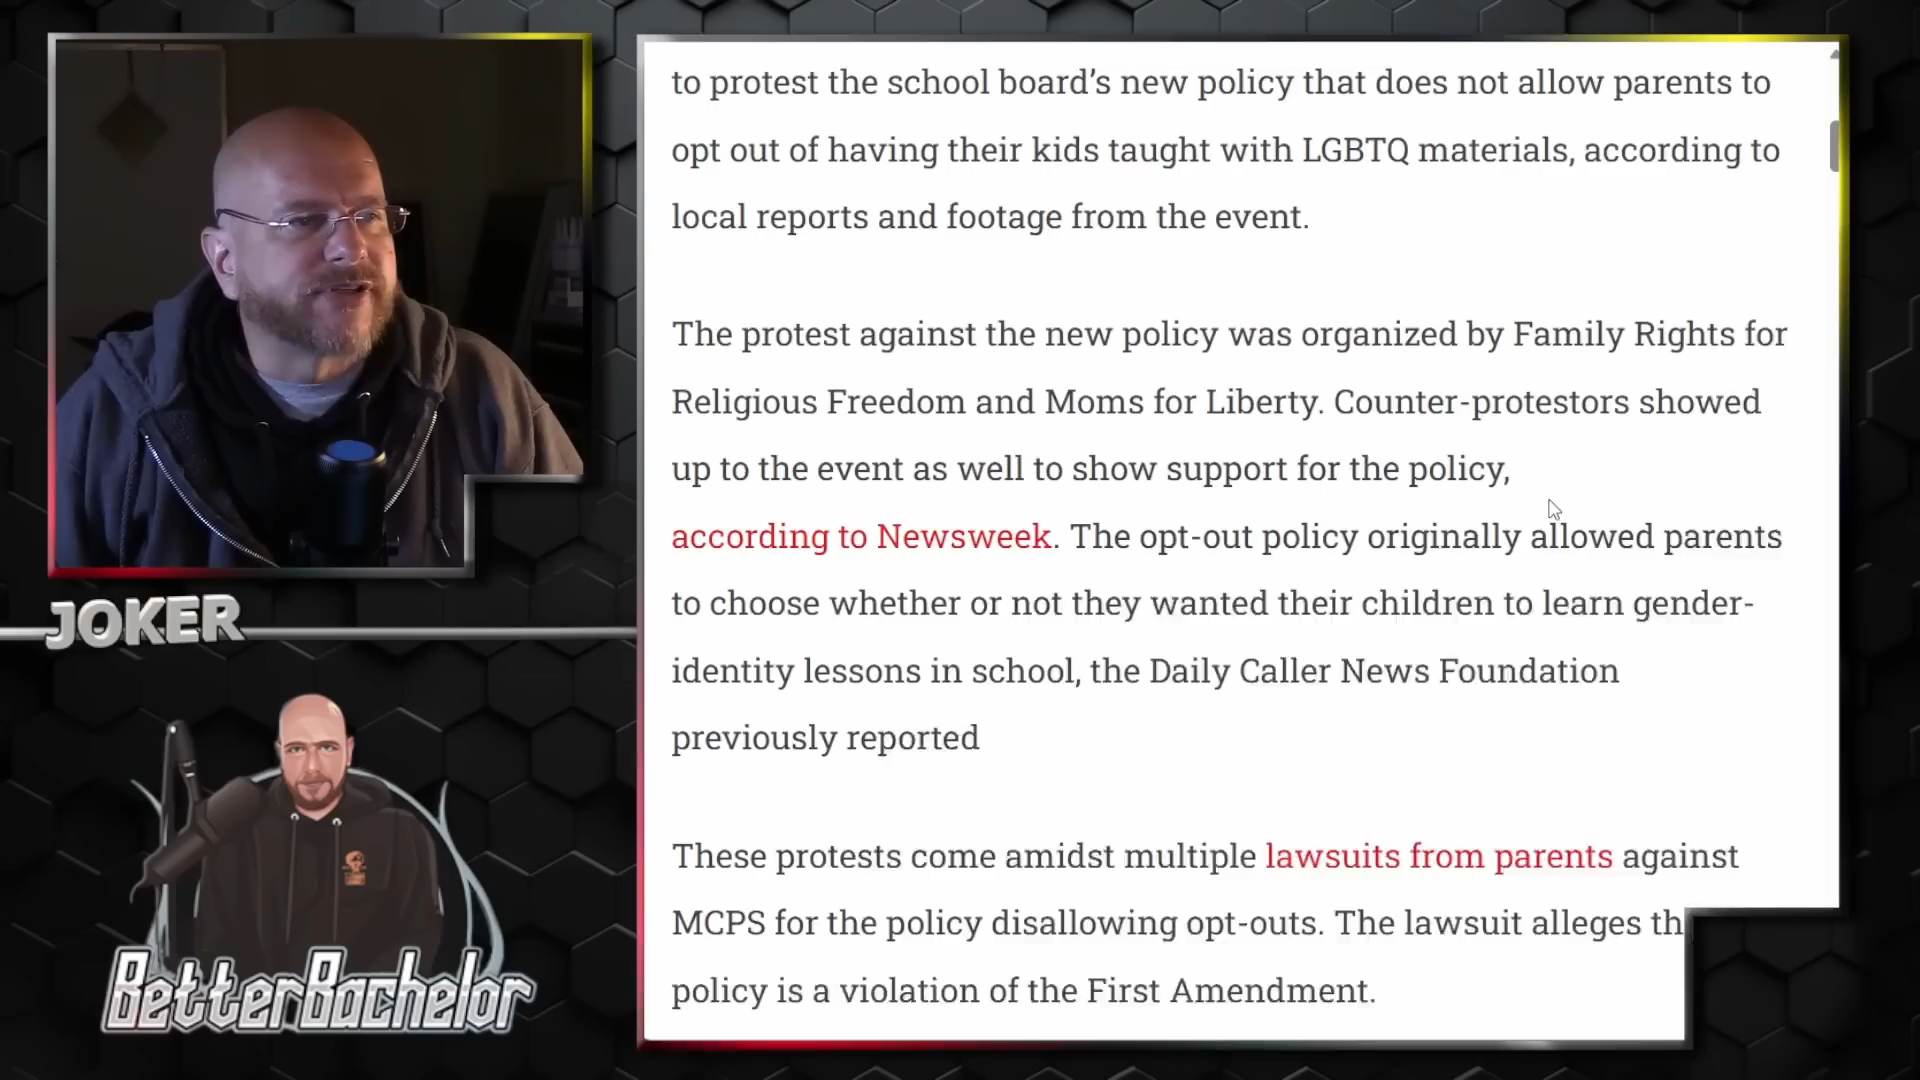 to protest the school board’s new policy that does not allow parents to
opt out of having their kids taught with LGBTQ materials, according to
local reports and footage from the event.
The protest against the new policy was organized by Family Rights for
Religious Freedom and Moms for Liberty. Counter-protestors showed
up to the event as well to show support for the policy,
according to Newsweek. The opt-out policy originally allowed parents
to choose whether or not they wanted their children to learn gender-
identity lessons in school, the Daily Caller News Foundation
previously reported
These protests come amidst multiple lawsuits from parents against
MCPS for the policy disallowing opt-outs. The lawsuit alleges th
policy is a violation of the First Amendment.
JOKER
BetterBachelor